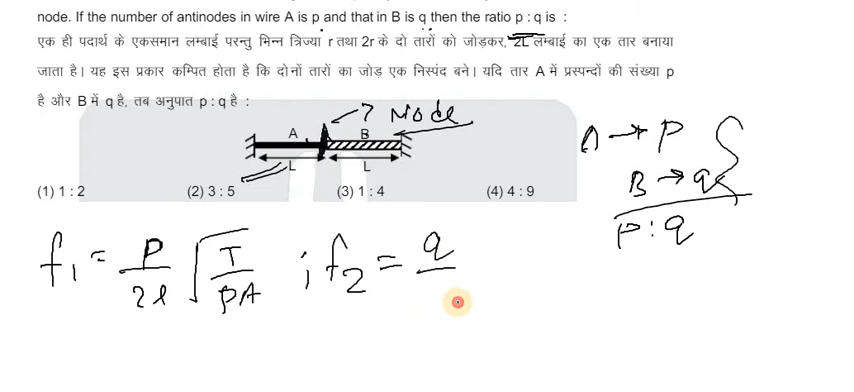 node. If the number of antinodes in wire A is p and that in B is q then the ratio p : q is :
एक ही पदार्थ के एकसमान लम्बाई परन्तु भिन्न त्रिज्या r तथा 2r के दो तारों को जोड़कर, 2L लम्बाई का एक तार बनाया
जाता है। यह इस प्रकार कम्पित होता है कि दोनों तारों का जोड़ एक निस्पंद बने। यदि तार A में प्रस्पन्दों की संख्या p
है और B में q है, तब अनुपात p : q है :
→ Node
A B
L L
A → P
B → q
P : q
(1) 1 : 2 (2) 3 : 5 (3) 1 : 4 (4) 4 : 9
f₁ = P/2l √T/ρA ; f₂ = q